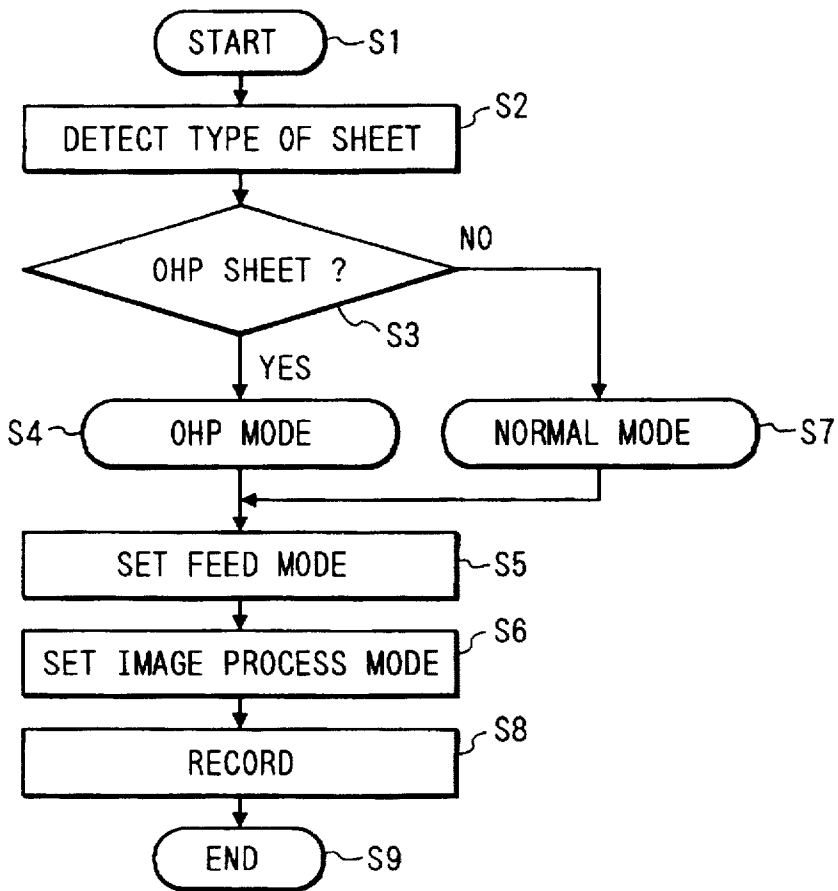 START S1
DETECT TYPE OF SHEET S2
OHP SHEET ? NO
S3
YES
S4 OHP MODE NORMAL MODE S7
SET FEED MODE S5
SET IMAGE PROCESS MODE S6
RECORD S8
END S9